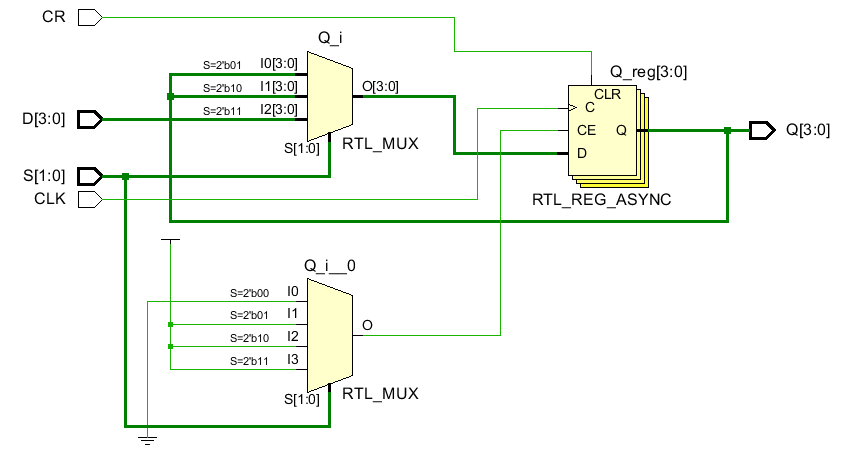 CR
Q_i
S=2'b01 I0[3:0]
S=2'b10 I1[3:0] O[3:0]
D[3:0] S=2'b11 I2[3:0]
S[1:0] RTL_MUX
Q_reg[3:0]
CLR
C
CE Q Q[3:0]
D
RTL_REG_ASYNC
S[1:0]
CLK
Q_i__0
S=2'b00 I0
S=2'b01 I1
S=2'b10 I2 O
S=2'b11 I3
S[1:0] RTL_MUX